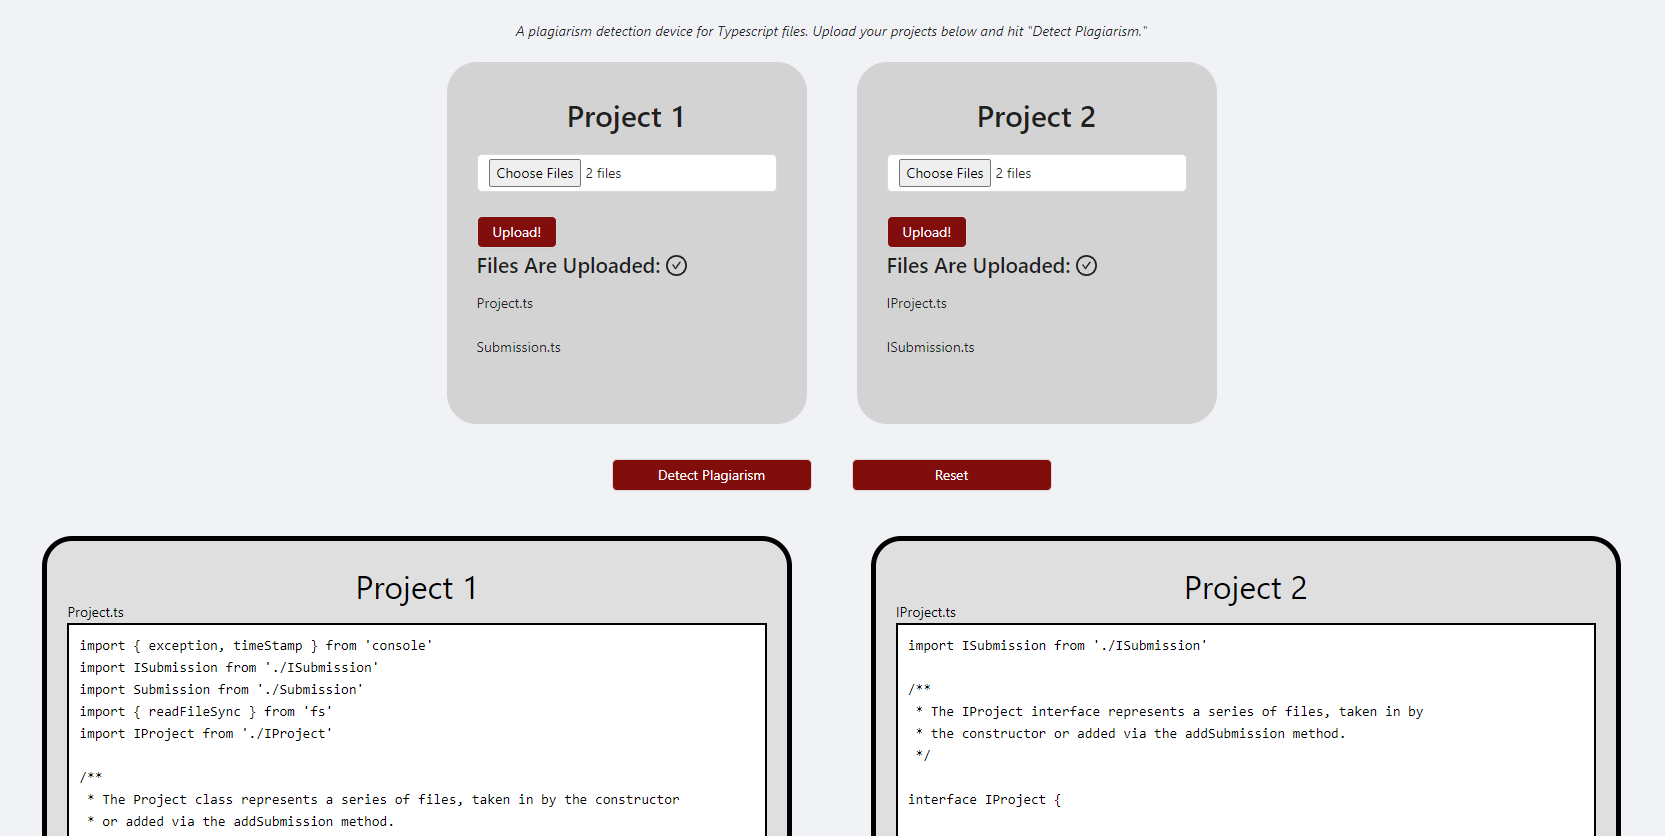 A plagiarism detection device for Typescript files. Upload your projects below and hit "Detect Plagiarism."
Project 1
Choose Files 2 files
Upload!
Files Are Uploaded:
Project.ts
Submission.ts
Project 2
Choose Files 2 files
Upload!
Files Are Uploaded:
IProject.ts
ISubmission.ts
Detect Plagiarism
Reset
Project 1
Project.ts
import { exception, timeStamp } from 'console'
import ISubmission from './ISubmission'
import Submission from './Submission'
import { readFileSync } from 'fs'
import IProject from './IProject'
/**
 * The Project class represents a series of files, taken in by the constructor
 * or added via the addSubmission method.
Project 2
IProject.ts
import ISubmission from './ISubmission'
/**
 * The IProject interface represents a series of files, taken in by
 * the constructor or added via the addSubmission method.
 */
interface IProject {